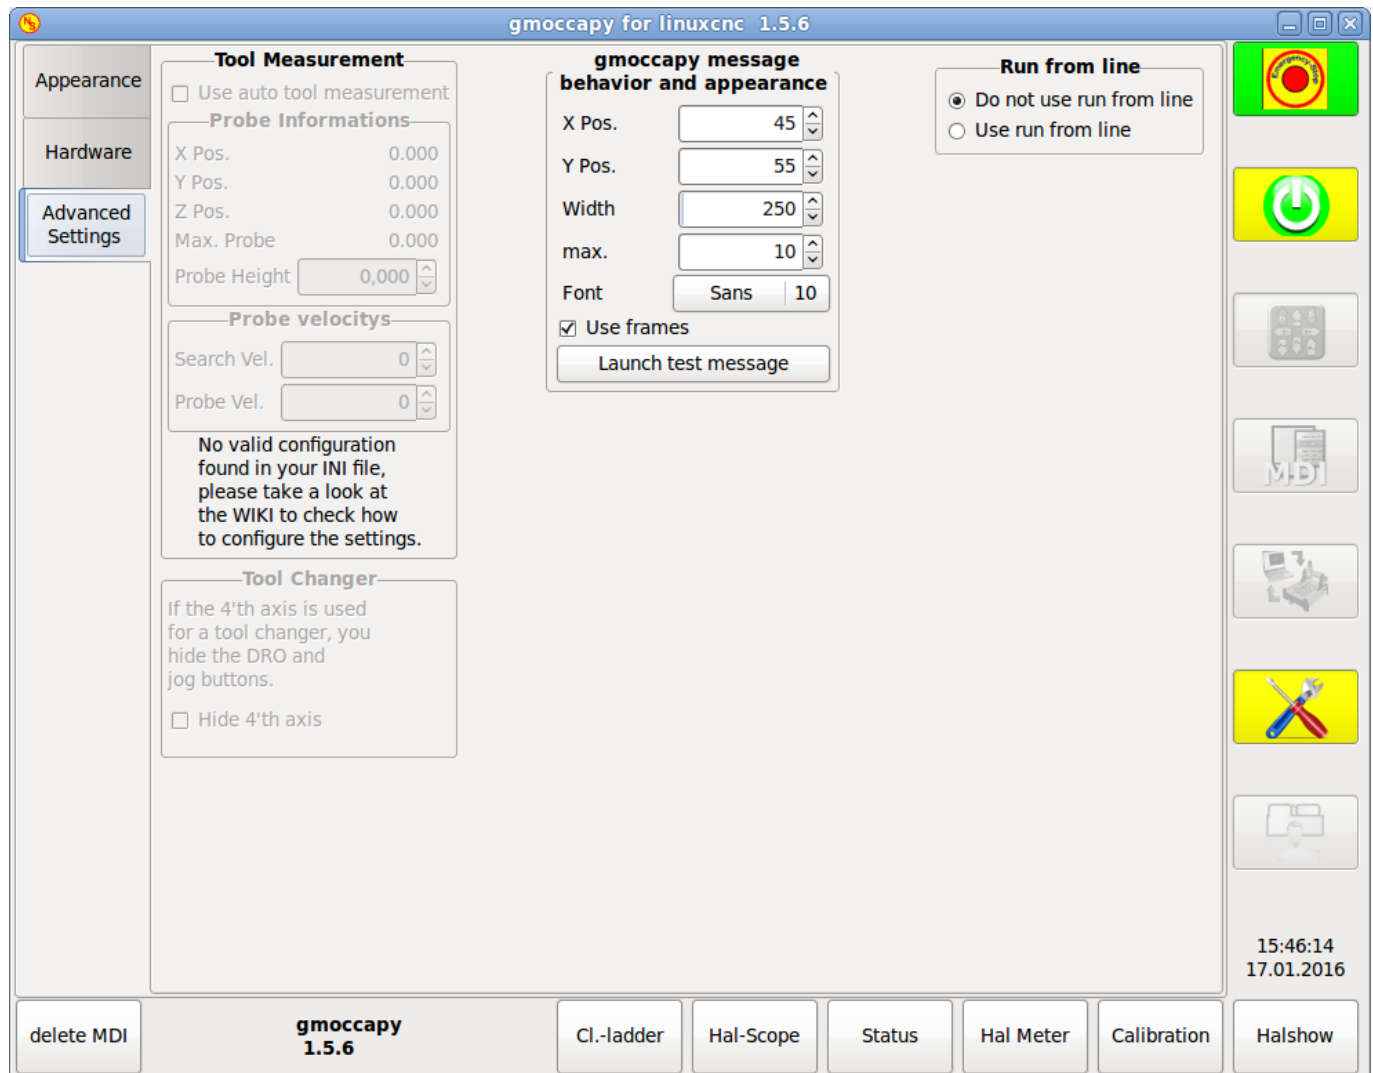 gmoccapy for linuxcnc 1.5.6
Appearance
Hardware
Advanced
Settings
Tool Measurement
Use auto tool measurement
Probe Informations
X Pos. 0.000
Y Pos. 0.000
Z Pos. 0.000
Max. Probe 0.000
Probe Height 0,000
Probe velocitys
Search Vel. 0
Probe Vel. 0
No valid configuration
found in your INI file,
please take a look at
the WIKI to check how
to configure the settings.
Tool Changer
If the 4'th axis is used
for a tool changer, you
hide the DRO and
jog buttons.
Hide 4'th axis
gmoccapy message
behavior and appearance
X Pos. 45
Y Pos. 55
Width 250
max. 10
Font Sans 10
Use frames
Launch test message
Run from line
Do not use run from line
Use run from line
Emergency-Stop
MDI
15:46:14
17.01.2016
delete MDI
gmoccapy
1.5.6
Cl.-ladder
Hal-Scope
Status
Hal Meter
Calibration
Halshow